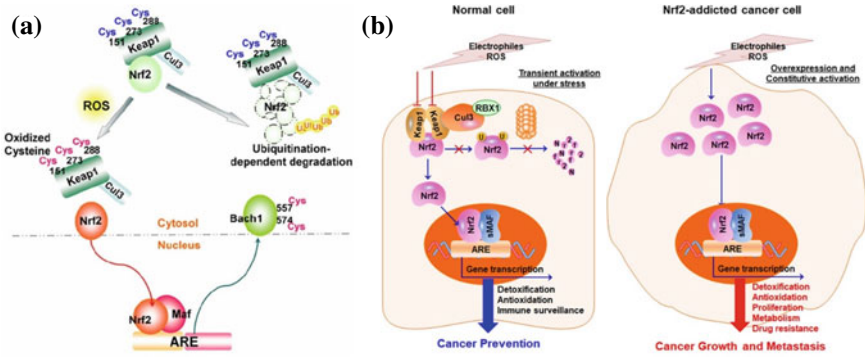 (a)
Cys
Cys
Cys
151
273
288
Keap1
Cul3
Nrf2
Cys
Cys
Cys
151
273
288
Keap1
Cul3
Nrf2
Ub
Ub
Ub
Ubiquitination-
dependent degradation
ROS
Oxidized
Cysteine
Cys
Cys
Cys
151
273
288
Keap1
Cul3
Nrf2
Cytosol
Nucleus
Bach1
557
574
Cys
Cys
Nrf2
Maf
ARE
(b)
Normal cell
Electrophiles
ROS
Transient activation
under stress
Keap1
Keap1
Cul3
RBX1
Nrf2
U
U
Nrf2
Nrf2
Nrf2
sMAF
ARE
Gene transcription
Detoxification
Antioxidation
Immune surveillance
Cancer Prevention
Nrf2-addicted cancer cell
Electrophiles
ROS
Overexpression and
Constitutive activation
Nrf2
Nrf2
Nrf2
Nrf2
Nrf2
Nrf2
Nrf2
sMAF
ARE
Gene transcription
Detoxification
Antioxidation
Proliferation
Metabolism
Drug resistance
Cancer Growth and Metastasis